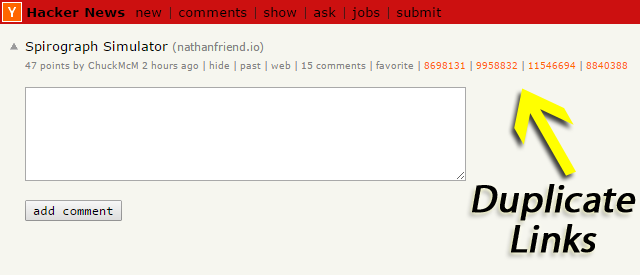 Y Hacker News new | comments | show | ask | jobs | submit
Spirograph Simulator (nathanfriend.io)
47 points by ChuckMcM 2 hours ago | hide | past | web | 15 comments | favorite | 8698131 | 9958832 | 11546694 | 8840388
add comment
Duplicate
Links